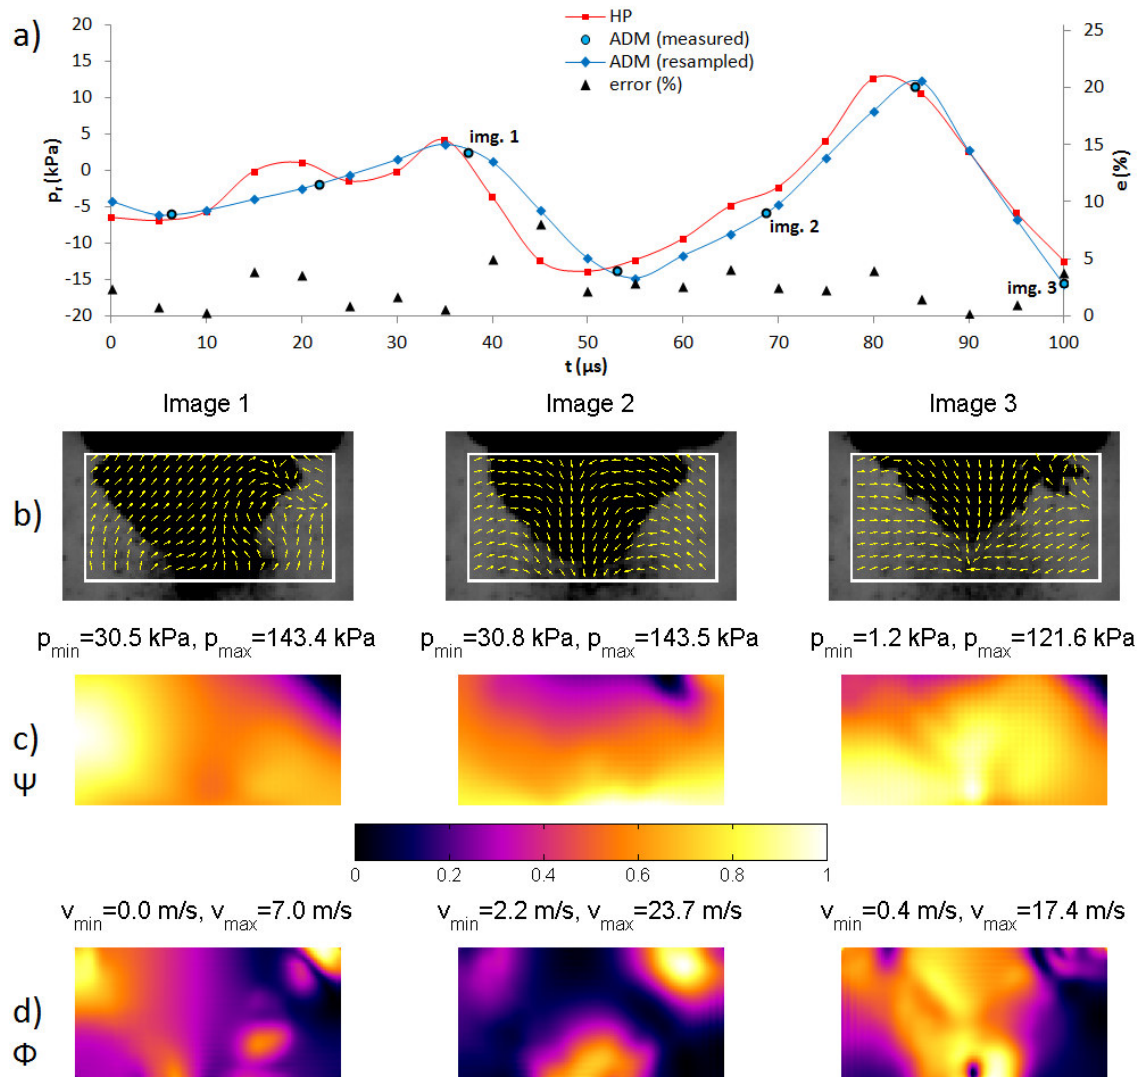 a)
HP
ADM (measured)
ADM (resampled)
error (%)
20
15
10
5
0
-5
-10
-15
-20
pr (kPa)
25
20
15
10
5
0
e (%)
img. 1
img. 2
img. 3
0 10 20 30 40 50 60 70 80 90 100
t (µs)
Image 1 Image 2 Image 3
b)
pmin=30.5 kPa, pmax=143.4 kPa pmin=30.8 kPa, pmax=143.5 kPa pmin=1.2 kPa, pmax=121.6 kPa
c)
Ψ
0 0.2 0.4 0.6 0.8 1
vmin=0.0 m/s, vmax=7.0 m/s vmin=2.2 m/s, vmax=23.7 m/s vmin=0.4 m/s, vmax=17.4 m/s
d)
Φ